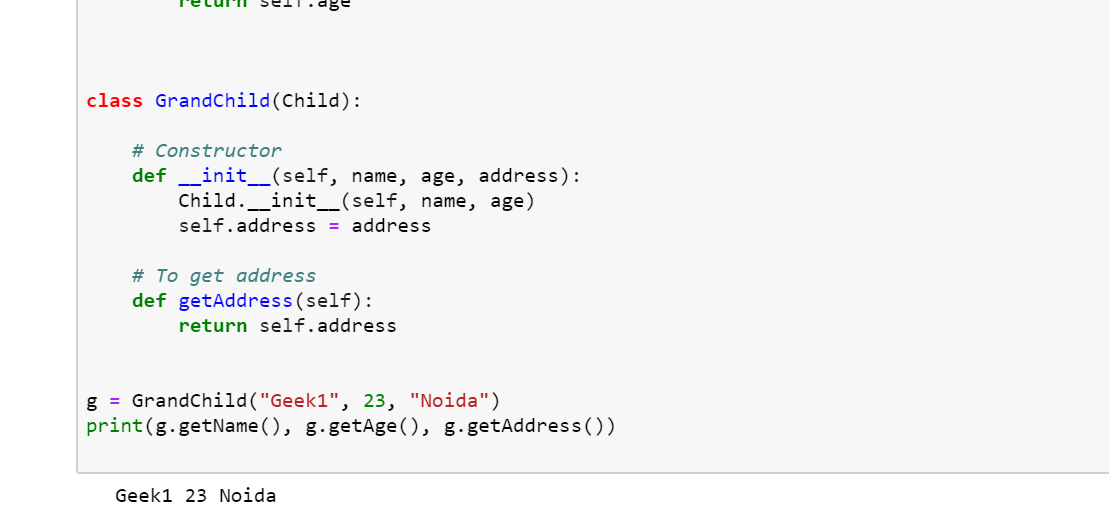 return self.age
class GrandChild(Child):
# Constructor
def __init__(self, name, age, address):
Child.__init__(self, name, age)
self.address = address
# To get address
def getAddress(self):
return self.address
g = GrandChild("Geek1", 23, "Noida")
print(g.getName(), g.getAge(), g.getAddress())
Geek1 23 Noida